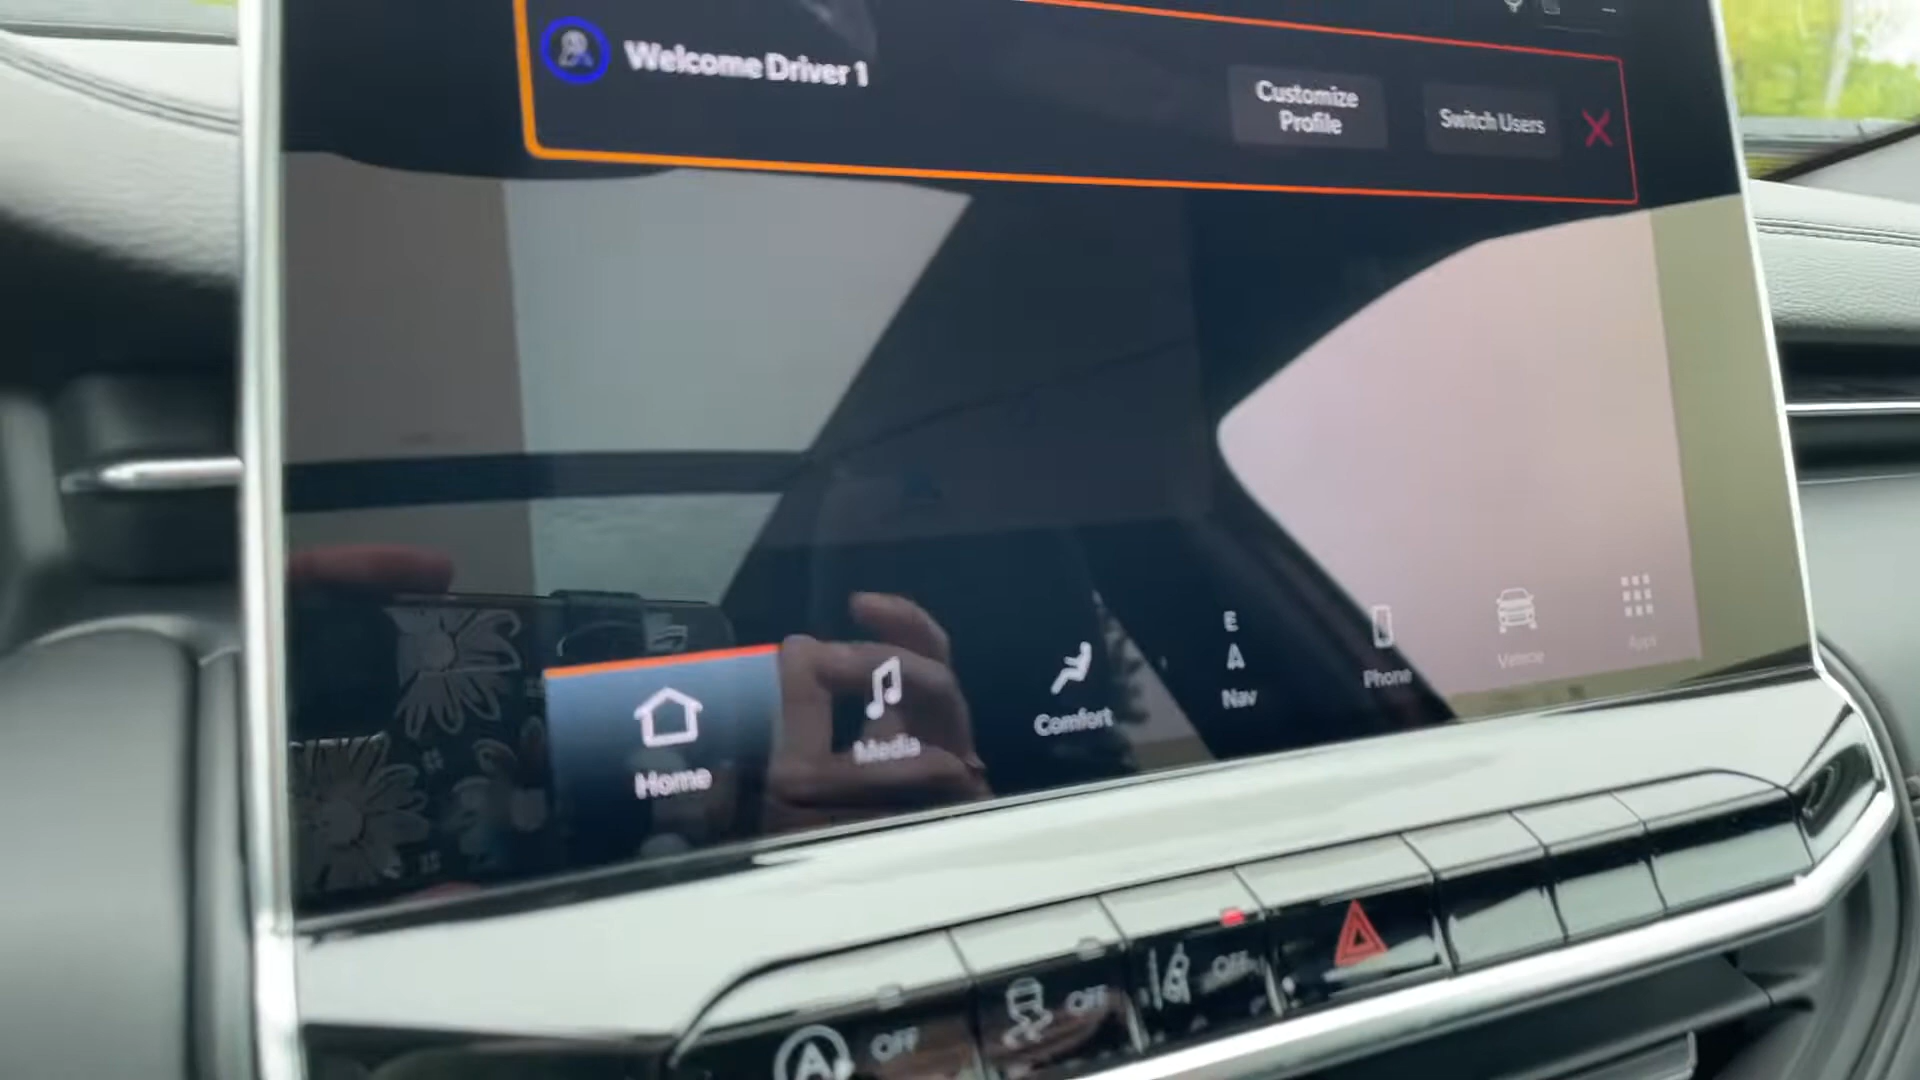 Welcome Driver 1
Customize
Profile
Switch Users
Home
Media
Comfort
E
A
Nav
Phone
Vehicle
Apps
A OFF
OFF
OFF